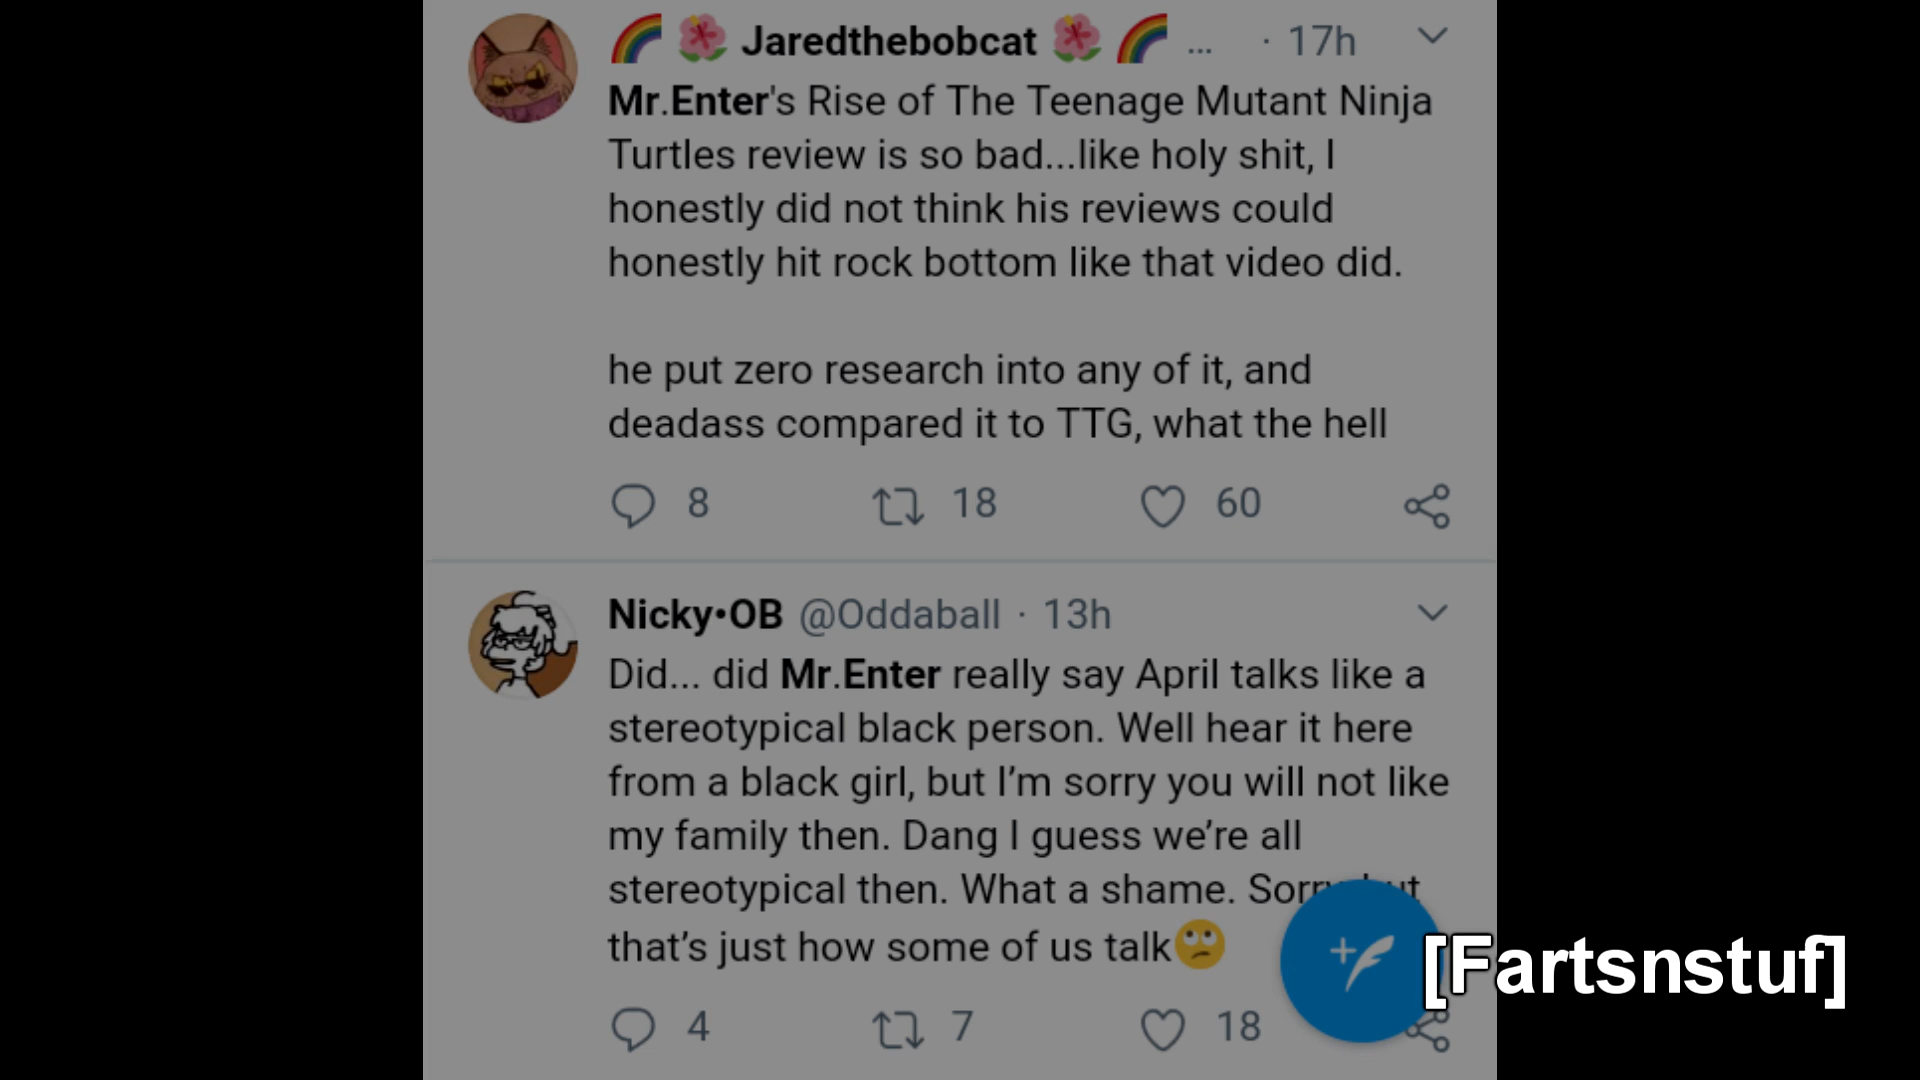 🌈 🌺 Jaredthebobcat 🌺 🌈 ... · 17h
Mr.Enter's Rise of The Teenage Mutant Ninja
Turtles review is so bad...like holy shit, I
honestly did not think his reviews could
honestly hit rock bottom like that video did.
he put zero research into any of it, and
deadass compared it to TTG, what the hell
8 18 60
Nicky•OB @Oddaball · 13h
Did... did Mr.Enter really say April talks like a
stereotypical black person. Well hear it here
from a black girl, but I’m sorry you will not like
my family then. Dang I guess we’re all
stereotypical then. What a shame. Sorry but
that’s just how some of us talk🙄
[Fartsnstuf]
4 7 18